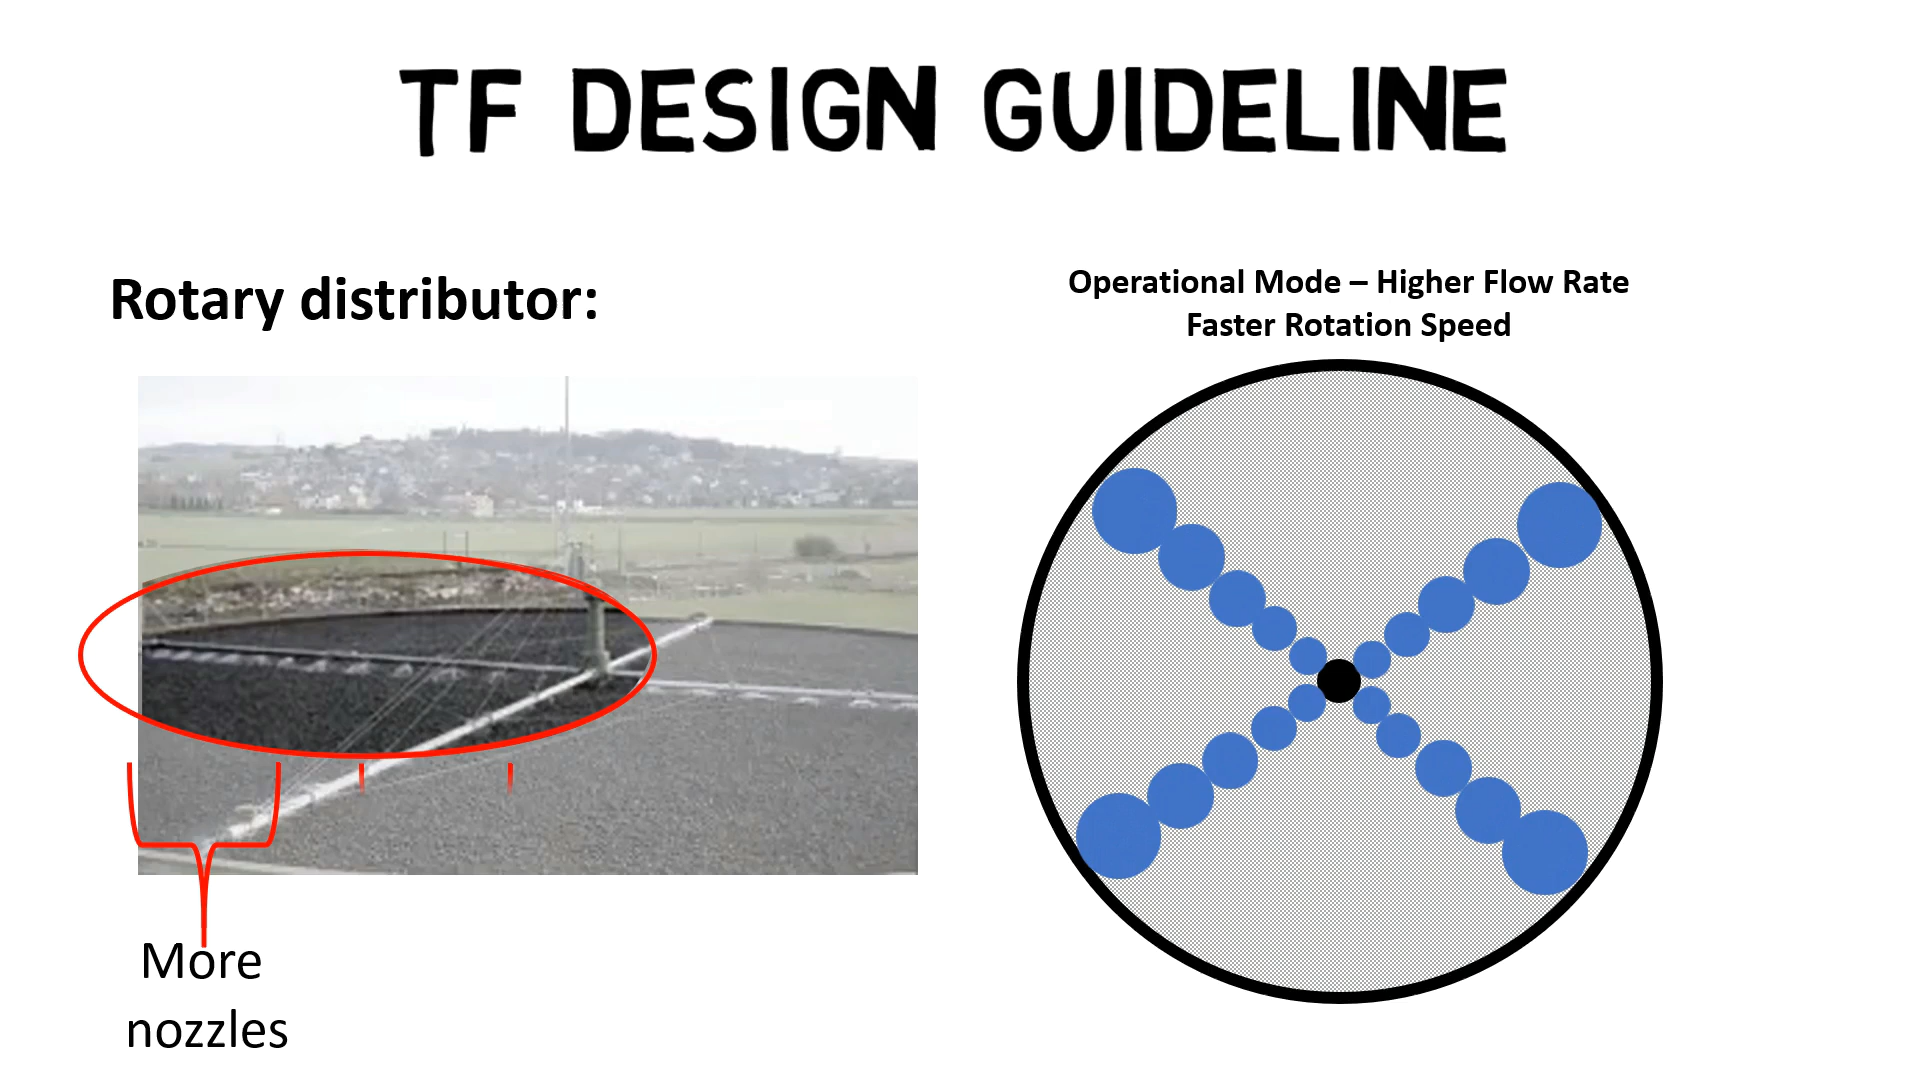 TF DESIGN GUIDELINE
Rotary distributor:
Operational Mode – Higher Flow Rate
Faster Rotation Speed
More
nozzles